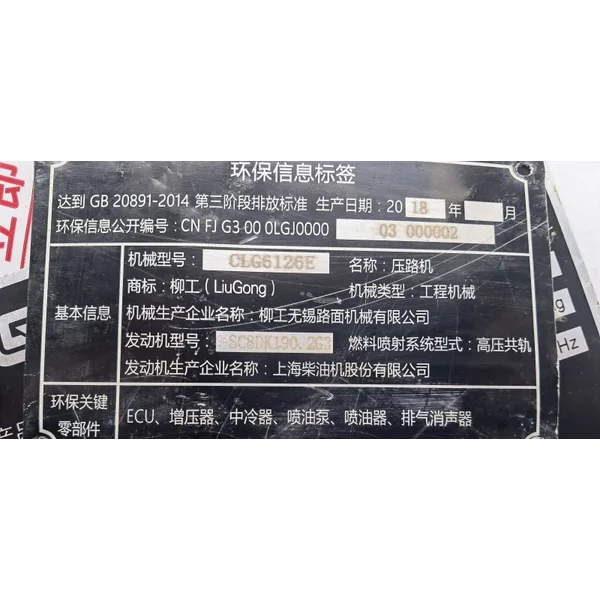 环保信息标签
达到 GB 20891-2014 第三阶段排放标准 生产日期: 20 18 年 月
环保信息公开编号: CN FJ G3 00 0LGJ0000 03 000002
机械型号: CLG6126E 名称: 压路机
商标: 柳工 ( LiuGong ) 机械类型: 工程机械
基本信息 机械生产企业名称: 柳工无锡路面机械有限公司
发动机型号: SC8DK190.2G3 燃料喷射系统型式: 高压共轨
发动机生产企业名称: 上海柴油机股份有限公司
环保关键
零部件
ECU、增压器、中冷器、喷油泵、喷油器、排气消声器
g
Hz